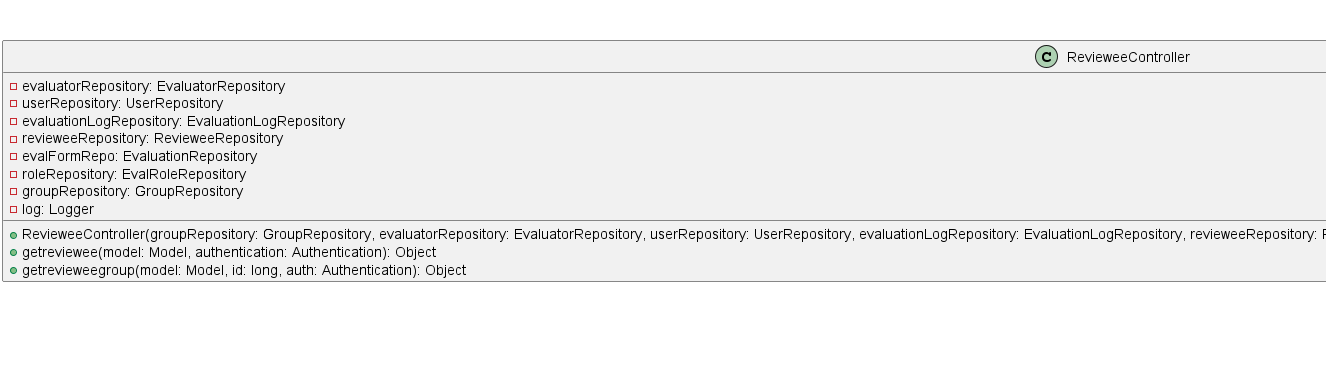 C RevieweeController
evaluatorRepository: EvaluatorRepository
userRepository: UserRepository
evaluationLogRepository: EvaluationLogRepository
revieweeRepository: RevieweeRepository
evalFormRepo: EvaluationRepository
roleRepository: EvalRoleRepository
groupRepository: GroupRepository
log: Logger
RevieweeController(groupRepository: GroupRepository, evaluatorRepository: EvaluatorRepository, userRepository: UserRepository, evaluationLogRepository: EvaluationLogRepository, revieweeRepository:
getreviewee(model: Model, authentication: Authentication): Object
getrevieweegroup(model: Model, id: long, auth: Authentication): Object